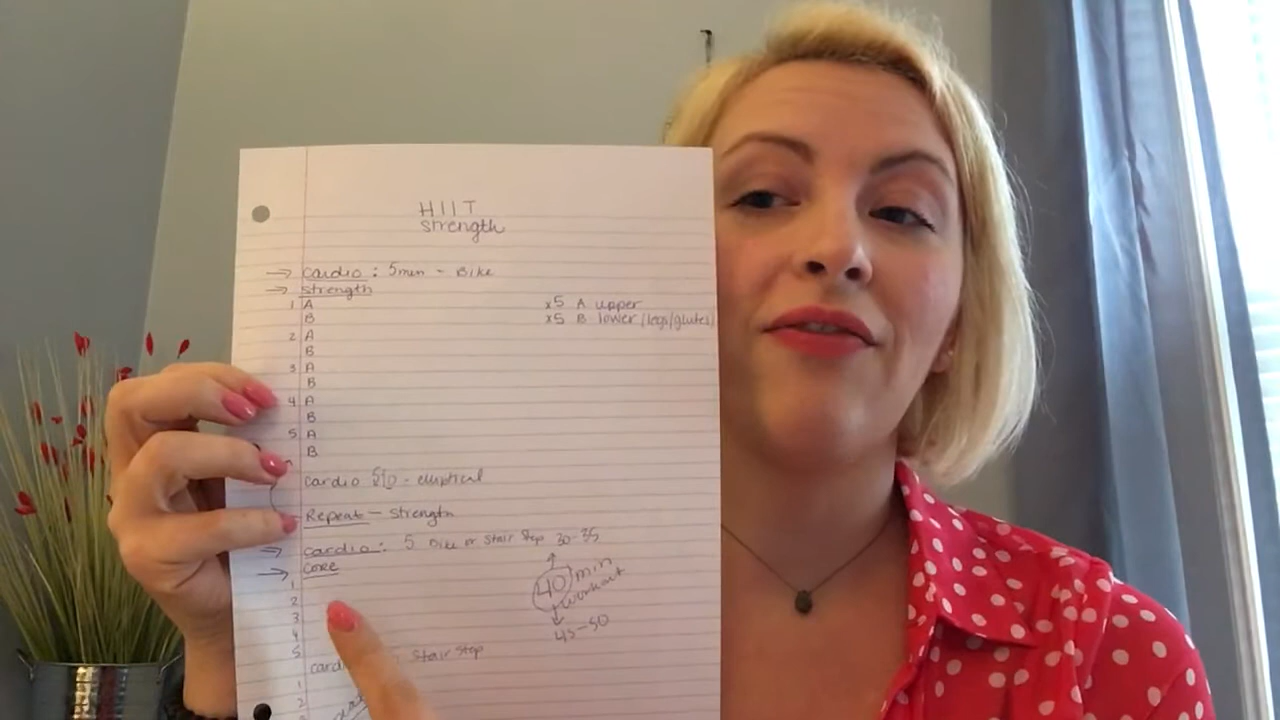 HIIT
strength
→ cardio: 5min - Bike
→ strength
1 A x5 A upper
B x5 B lower (legs/glutes)
2 A
B
3 A
B
4 A
B
5 A
B
cardio - elliptical
Repeat - strength
→ cardio: 5 Bike or Stair Step 30-35
→ core
40 min workout
45-50
1
2
3
4
5
Stair Step
1
2